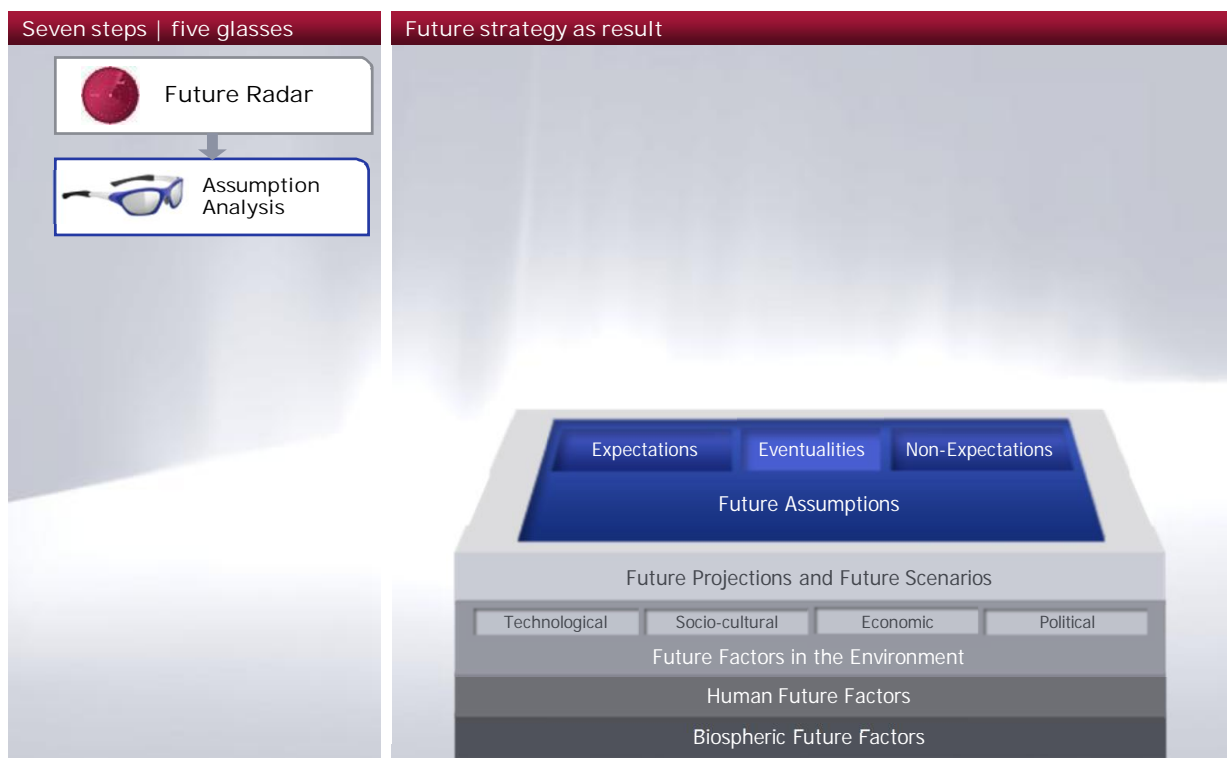 Seven steps | five glasses
Future Radar
Assumption
Analysis
Future strategy as result
Expectations
Eventualities
Non-Expectations
Future Assumptions
Future Projections and Future Scenarios
Technological
Socio-cultural
Economic
Political
Future Factors in the Environment
Human Future Factors
Biospheric Future Factors